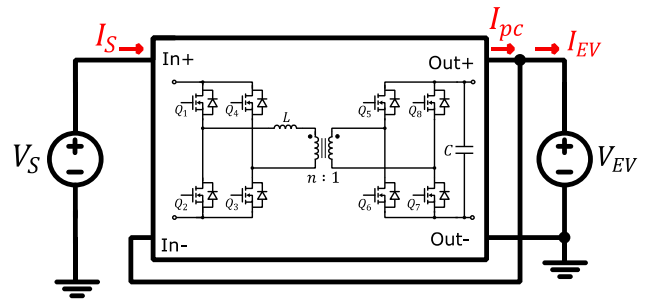 I_S
I_pc
I_EV
In+
Out+
Q_1
Q_4
L
Q_5
Q_8
V_S
+
n : 1
C
+
V_EV
Q_2
Q_3
Q_6
Q_7
In-
Out-